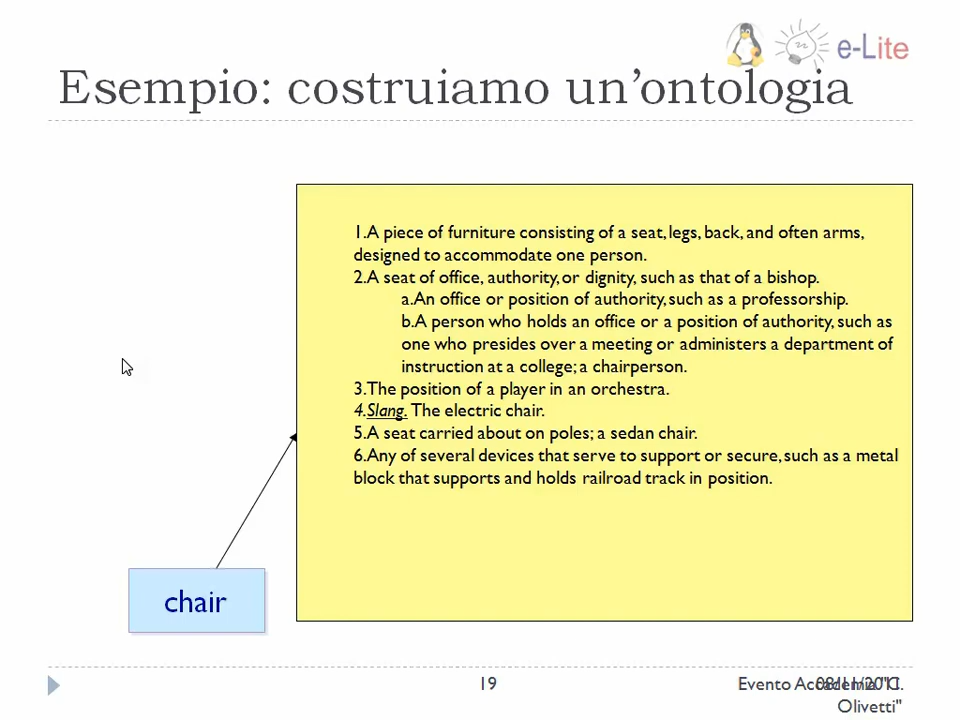 e-Lite
Esempio: costruiamo un'ontologia
1.A piece of furniture consisting of a seat, legs, back, and often arms,
designed to accommodate one person.
2.A seat of office, authority, or dignity, such as that of a bishop.
a.An office or position of authority, such as a professorship.
b.A person who holds an office or a position of authority, such as
one who presides over a meeting or administers a department of
instruction at a college; a chairperson.
3.The position of a player in an orchestra.
4.Slang. The electric chair.
5.A seat carried about on poles; a sedan chair.
6.Any of several devices that serve to support or secure, such as a metal
block that supports and holds railroad track in position.
chair
19
Evento Accademia "C.
Olivetti"
08/11/2011